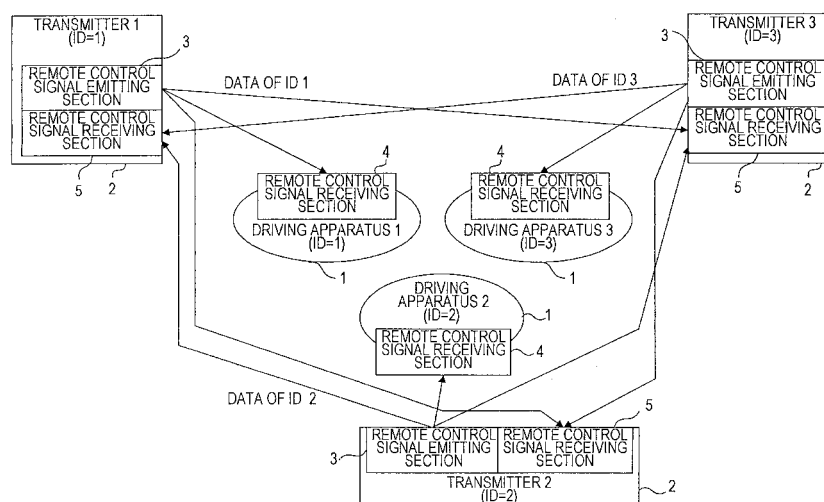 TRANSMITTER 1
(ID=1)
3
REMOTE CONTROL
SIGNAL EMITTING
SECTION
REMOTE CONTROL
SIGNAL RECEIVING
SECTION
5
2
DATA OF ID 1
DATA OF ID 3
TRANSMITTER 3
(ID=3)
3
REMOTE CONTROL
SIGNAL EMITTING
SECTION
REMOTE CONTROL
SIGNAL RECEIVING
SECTION
5
2
4
REMOTE CONTROL
SIGNAL RECEIVING
SECTION
DRIVING APPARATUS 1
(ID=1)
1
4
REMOTE CONTROL
SIGNAL RECEIVING
SECTION
DRIVING APPARATUS 3
(ID=3)
1
DRIVING
APPARATUS 2
(ID=2)
1
REMOTE CONTROL
SIGNAL RECEIVING
SECTION
4
DATA OF ID 2
5
REMOTE CONTROL
SIGNAL EMITTING
SECTION
3
REMOTE CONTROL
SIGNAL RECEIVING
SECTION
2
TRANSMITTER 2
(ID=2)